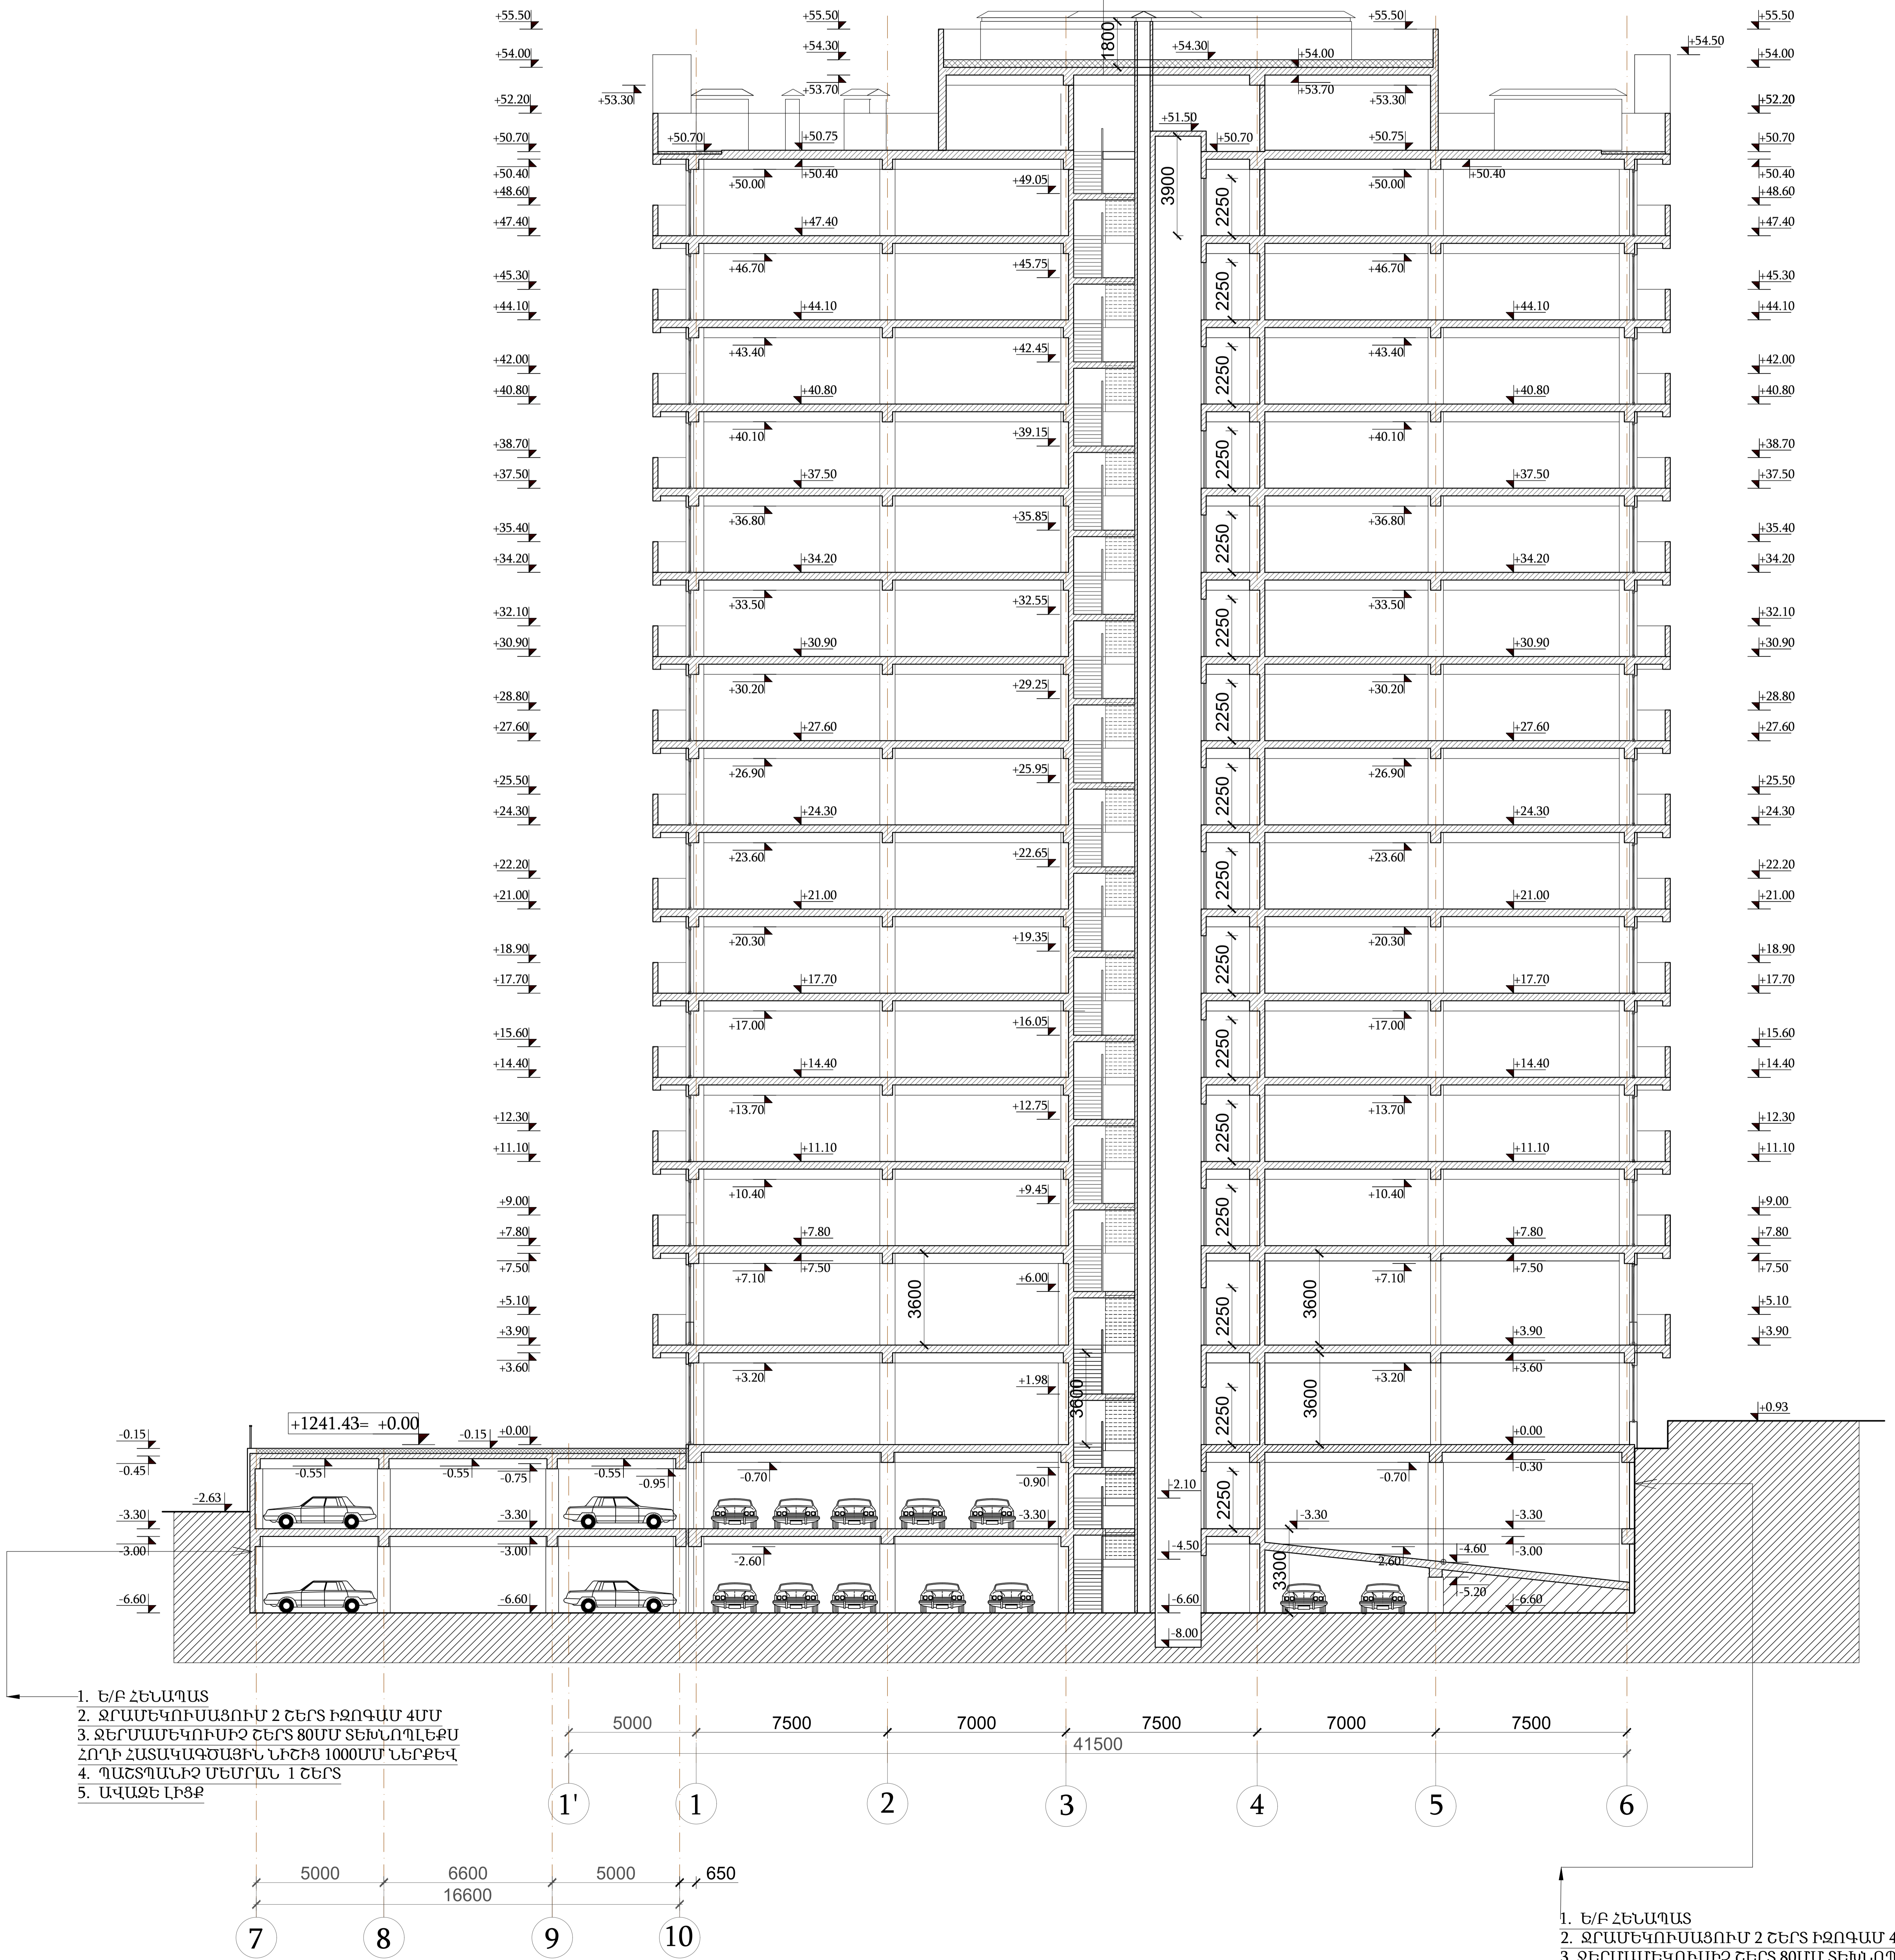 +55.50 +55.50 +55.50 +55.50
1800
+54.00 +54.30 +54.30 +54.00 +54.50 +54.00
+53.30 +53.70 +53.70 +53.30
+52.20 +52.20
+51.50
+50.70 +50.70 +50.75 +50.70 +50.75 +50.70
+50.40 +50.00 +50.40 +49.05 3900 2250 +50.00 +50.40 +50.40
+48.60 +48.60
+47.40 +47.40 +47.40
+46.70 +45.75 +46.70
+45.30 2250 +45.30
+44.10 +44.10 +44.10 +44.10
+43.40 +42.45 +43.40
+42.00 2250 +42.00
+40.80 +40.80 +40.80 +40.80
+40.10 +39.15 +40.10
+38.70 2250 +38.70
+37.50 +37.50 +37.50 +37.50
+36.80 +35.85 +36.80
+35.40 2250 +35.40
+34.20 +34.20 +34.20 +34.20
+33.50 +32.55 +33.50
+32.10 2250 +32.10
+30.90 +30.90 +30.90 +30.90
+30.20 +29.25 +30.20
+28.80 2250 +28.80
+27.60 +27.60 +27.60 +27.60
+26.90 +25.95 +26.90
+25.50 2250 +25.50
+24.30 +24.30 +24.30 +24.30
+23.60 +22.65 +23.60
+22.20 2250 +22.20
+21.00 +21.00 +21.00 +21.00
+20.30 +19.35 +20.30
+18.90 2250 +18.90
+17.70 +17.70 +17.70 +17.70
+17.00 +16.05 +17.00
+15.60 2250 +15.60
+14.40 +14.40 +14.40 +14.40
+13.70 +12.75 +13.70
+12.30 2250 +12.30
+11.10 +11.10 +11.10 +11.10
+10.40 +9.45 +10.40
+9.00 2250 +9.00
+7.80 +7.80 +7.80 +7.80
+7.50 +7.10 +7.50 +6.00 +7.10 +7.50 +7.50
+5.10 3600 2250 3600 +5.10
+3.90 +3.90 +3.90
+3.60 +3.20 +1.98 +3.20 +3.60
3600 2250 3600
+0.93
-0.15 +1241.43= +0.00 -0.15 +0.00 +0.00
-0.45 -0.55 -0.55 -0.75 -0.55 -0.95 -0.70 -0.90 -0.70 -0.30
-2.63 -2.10 2250
-3.30 -3.30 -3.30 -3.30 -3.30
-3.00 -3.00 -2.60 -4.50 -2.60 -4.60 -3.00
3300 -5.20
-6.60 -6.60 -6.60 -6.60
-8.00
1. Ե/Բ ՀԵՆԱՊԱՏ
2. ՋՐԱՄԵԿՈՒՍԱՑՈՒՄ 2 ՇԵՐՏ ԻԶՈԳԱՄ 4ՄՄ
3. ՋԵՐՄԱՄԵԿՈՒՍԻՉ ՇԵՐՏ 80ՄՄ ՏԵԽՆՈՊԼԵՔՍ
ՀՈՂԻ ՀԱՏԱԿԱԳԾԱՅԻՆ ՆԻՇԻՑ 1000ՄՄ ՆԵՐՔԵՎ
4. ՊԱՇՏՊԱՆԻՉ ՄԵՄՐԱՆ 1 ՇԵՐՏ
5. ԱՎԱԶԵ ԼԻՑՔ
5000 7500 7000 7500 7000 7500
41500
1' 1 2 3 4 5 6
5000 6600 5000 650
16600
7 8 9 10
1. Ե/Բ ՀԵՆԱՊԱՏ
2. ՋՐԱՄԵԿՈՒՍԱՑՈՒՄ 2 ՇԵՐՏ ԻԶՈԳԱՄ 4
3. ՋԵՐՄԱՄԵԿՈՒՍԻՉ ՇԵՐՏ 80ՄՄ ՏԵԽՆՈՊ